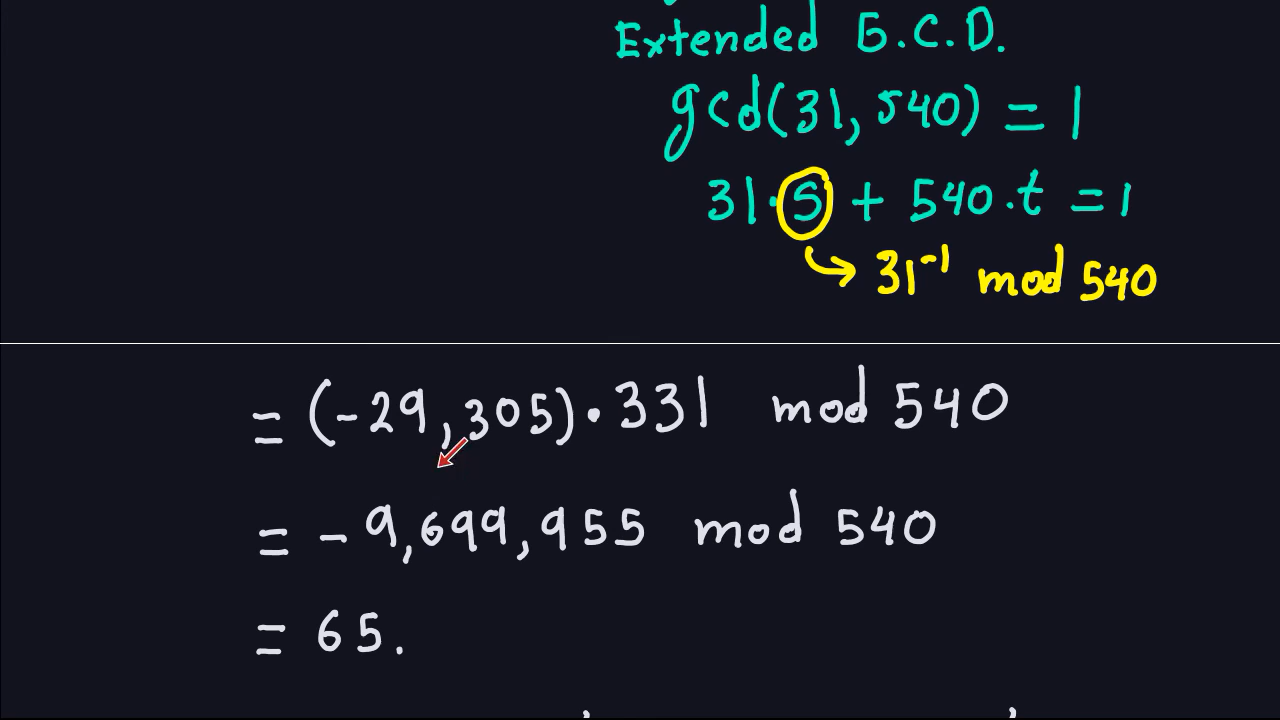 Extended G.C.D.
gcd(31, 540) = 1
31·s + 540·t = 1
31⁻¹ mod 540
= (-29,305)·331 mod 540
= -9,699,955 mod 540
= 65.